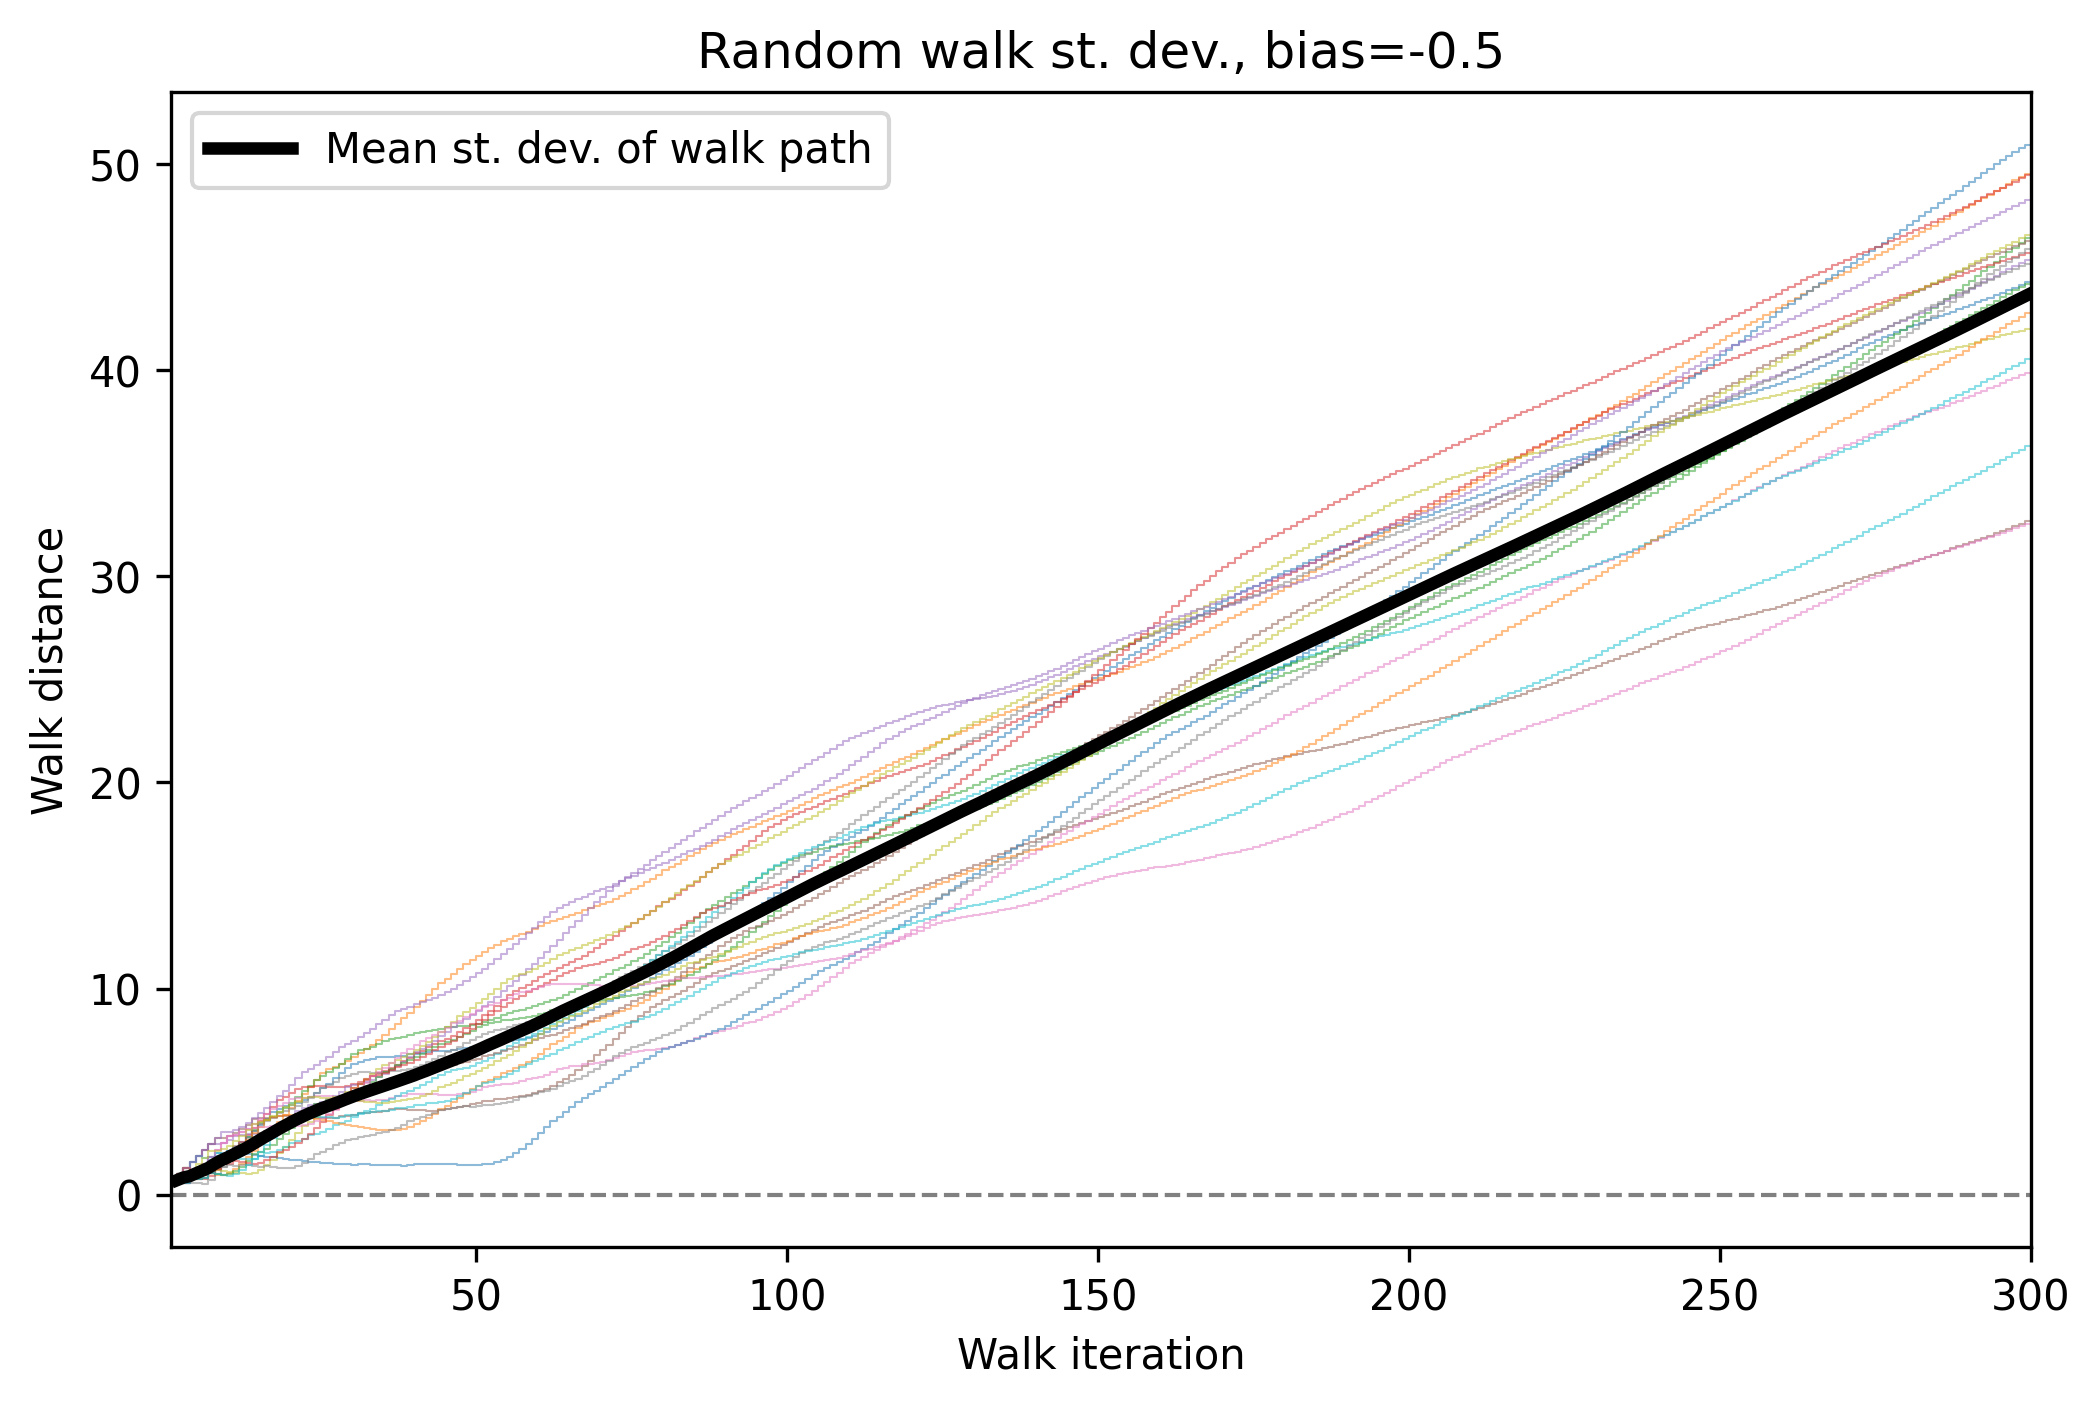 Random walk st. dev., bias=-0.5
Mean st. dev. of walk path
Walk distance
50
40
30
20
10
0
50 100 150 200 250 300
Walk iteration